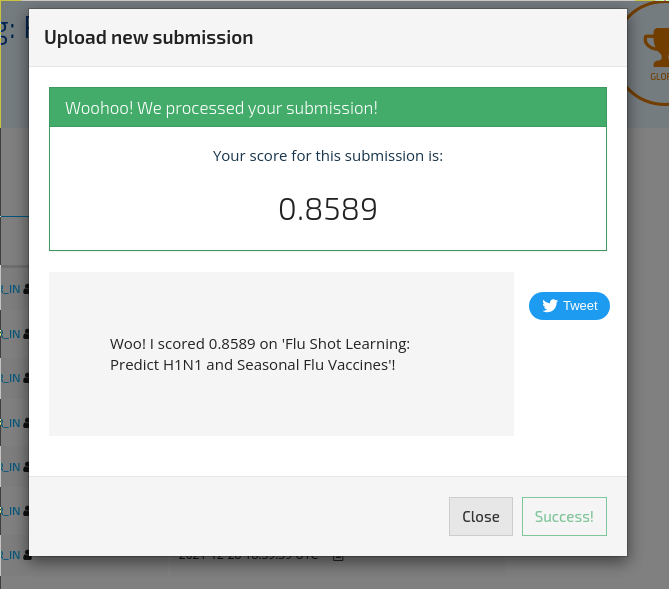 Upload new submission
Woohoo! We processed your submission!
Your score for this submission is:
0.8589
Tweet
Woo! I scored 0.8589 on 'Flu Shot Learning:
Predict H1N1 and Seasonal Flu Vaccines'!
Close
Success!